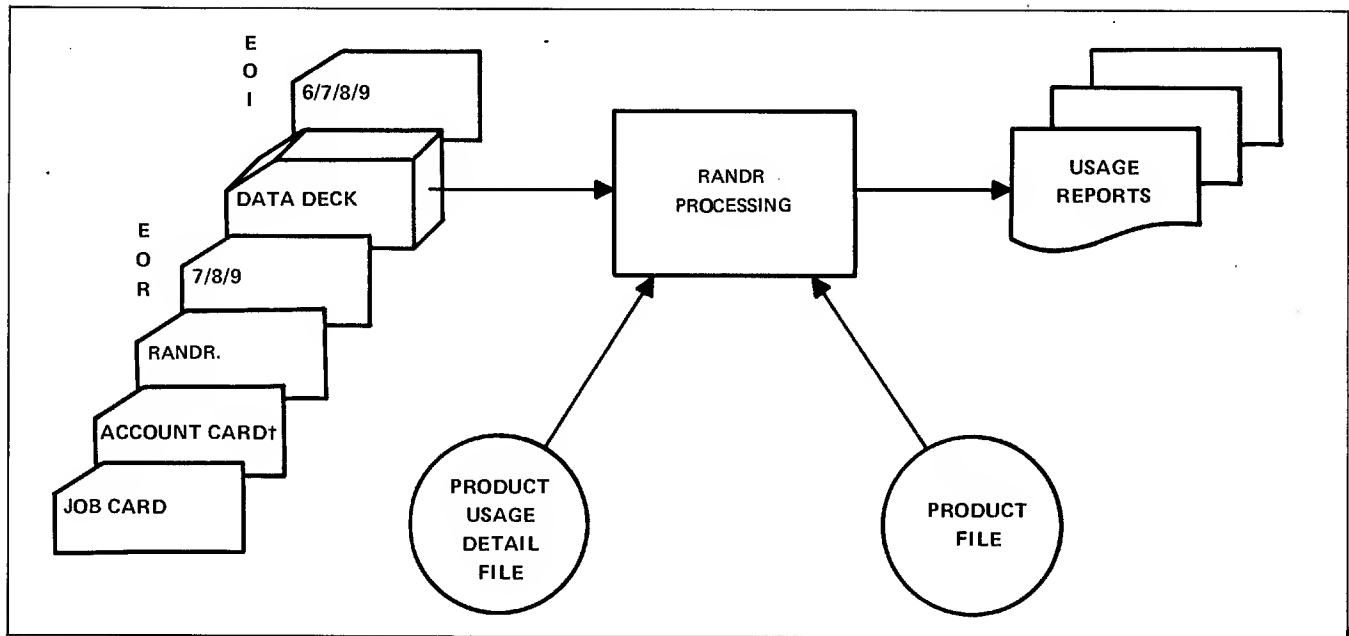 E
O
I
6/7/8/9
DATA DECK
E
O
R
7/8/9
RANDR.
ACCOUNT CARD†
JOB CARD
RANDR
PROCESSING
USAGE
REPORTS
PRODUCT
USAGE
DETAIL
FILE
PRODUCT
FILE